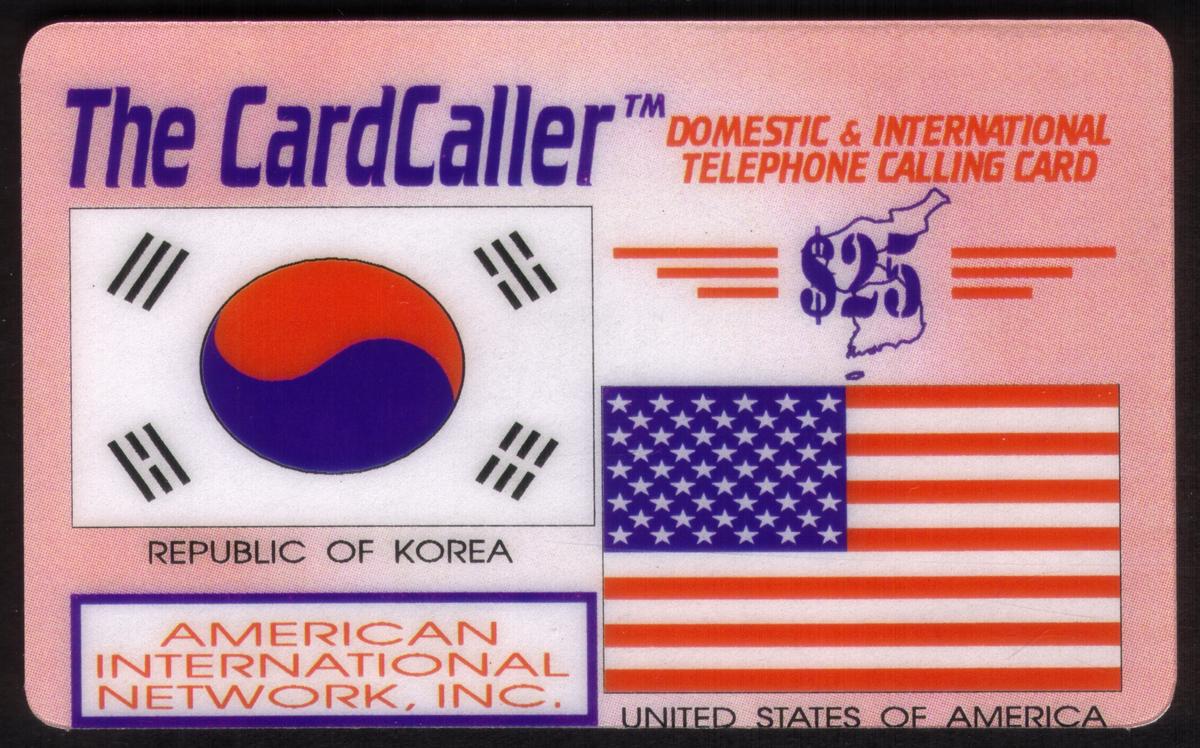 The CardCaller™
DOMESTIC & INTERNATIONAL
TELEPHONE CALLING CARD
$25
REPUBLIC OF KOREA
AMERICAN
INTERNATIONAL
NETWORK, INC.
UNITED STATES OF AMERICA